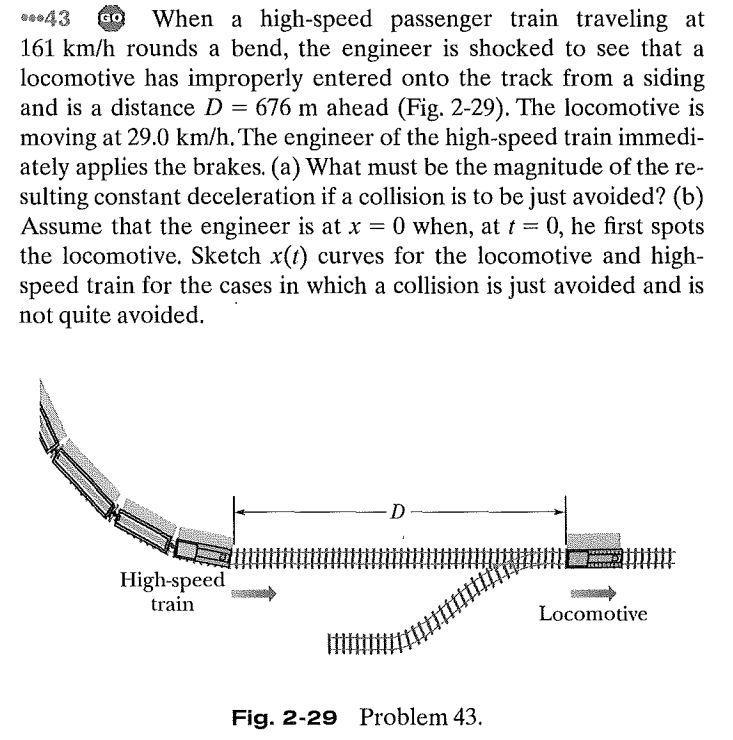 •••43 GO When a high-speed passenger train traveling at
161 km/h rounds a bend, the engineer is shocked to see that a
locomotive has improperly entered onto the track from a siding
and is a distance D = 676 m ahead (Fig. 2-29). The locomotive is
moving at 29.0 km/h. The engineer of the high-speed train immedi-
ately applies the brakes. (a) What must be the magnitude of the re-
sulting constant deceleration if a collision is to be just avoided? (b)
Assume that the engineer is at x = 0 when, at t = 0, he first spots
the locomotive. Sketch x(t) curves for the locomotive and high-
speed train for the cases in which a collision is just avoided and is
not quite avoided.
D
High-speed
train
Locomotive
Fig. 2-29 Problem 43.